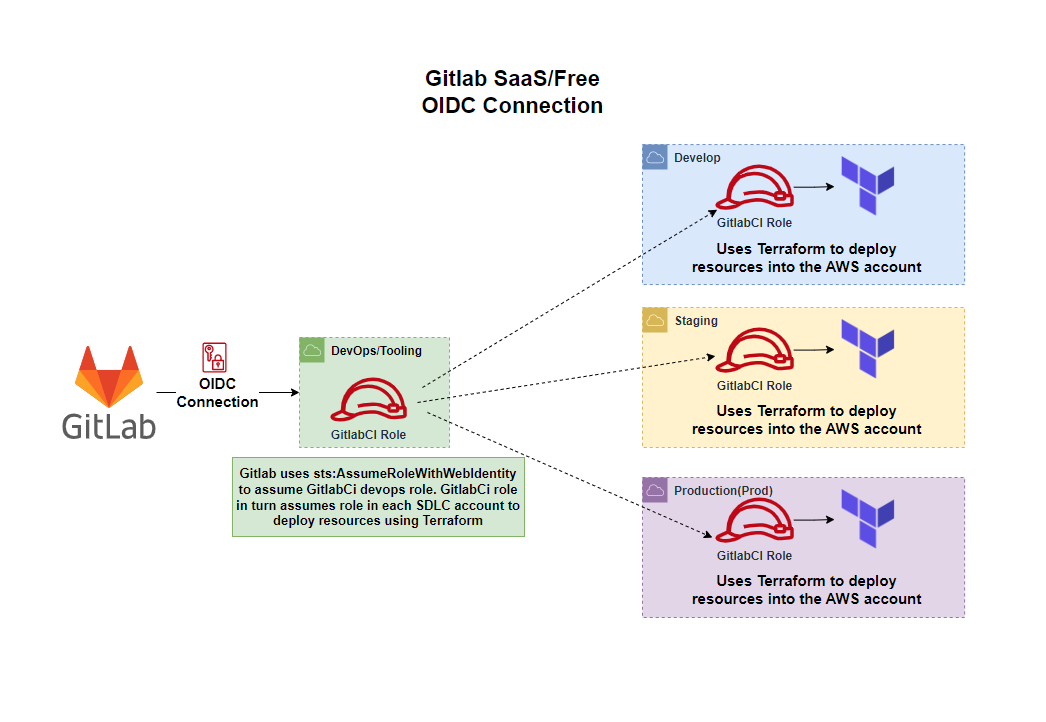 Gitlab SaaS/Free
OIDC Connection
Develop
GitlabCI Role
Uses Terraform to deploy
resources into the AWS account
Staging
GitlabCI Role
Uses Terraform to deploy
resources into the AWS account
GitLab
OIDC
Connection
DevOps/Tooling
GitlabCI Role
Gitlab uses sts:AssumeRoleWithWebIdentity
to assume GitlabCi devops role. GitlabCi role
in turn assumes role in each SDLC account to
deploy resources using Terraform
Production(Prod)
GitlabCI Role
Uses Terraform to deploy
resources into the AWS account